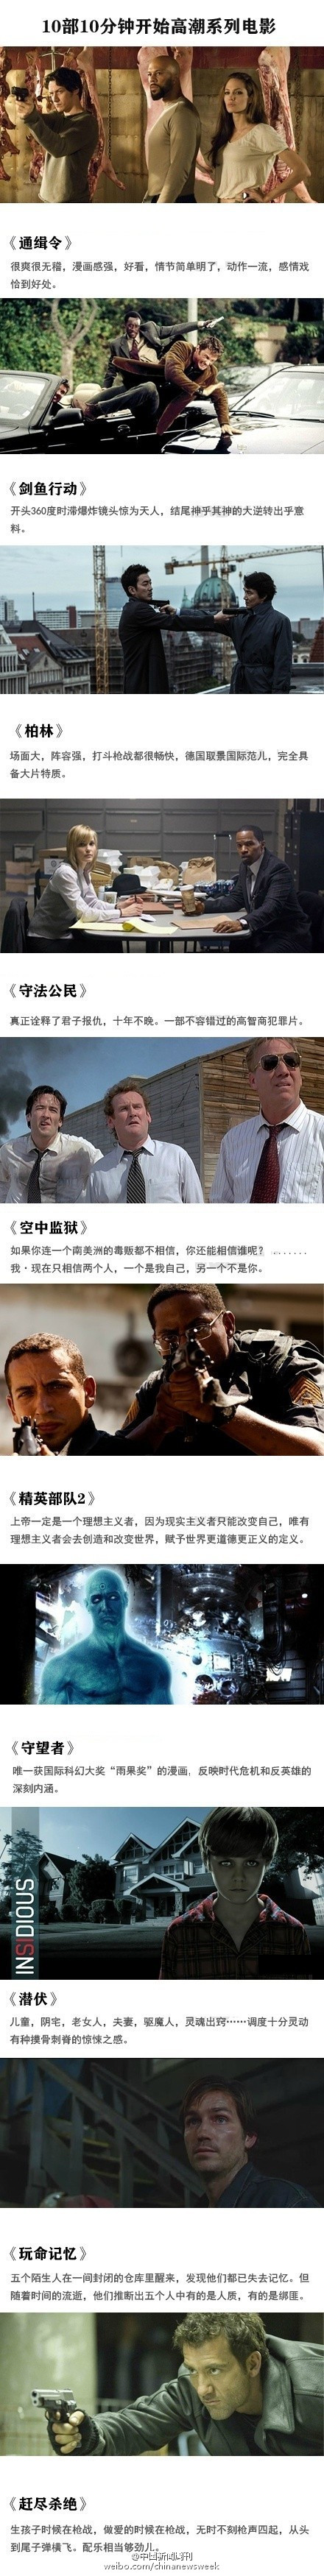 10部10分钟开始高潮系列电影
《通缉令》
很爽很无稽，漫画感强，好看，情节简单明了，动作一流，感情戏
恰到好处。
《剑鱼行动》
开头360度时滞爆炸镜头惊为天人，结尾神乎其神的大逆转出乎意
料。
《柏林》
场面大，阵容强，打斗枪战都很畅快，德国取景国际范儿，完全具
备大片特质。
《守法公民》
真正诠释了君子报仇，十年不晚。一部不容错过的高智商犯罪片。
《空中监狱》
如果你连一个南美洲的毒贩都不相信，你还能相信谁呢？.......
我·现在只相信两个人，一个是我自己，另一个不是你。
《精英部队2》
上帝一定是一个理想主义者，因为现实主义者只能改变自己，唯有
理想主义者会去创造和改变世界，赋予世界更道德更正义的定义。
《守望者》
唯一获国际科幻大奖“雨果奖”的漫画，反映时代危机和反英雄的
深刻内涵。
INSIDIOUS
《潜伏》
儿童，阴宅，老女人，夫妻，驱魔人，灵魂出窍……调度十分灵动
有种摸骨刺脊的惊悚之感。
《玩命记忆》
五个陌生人在一间封闭的仓库里醒来，发现他们都已失去记忆。但
随着时间的流逝，他们推断出五个人中有的是人质，有的是绑匪。
《赶尽杀绝》
生孩子时候在枪战，做爱的时候在枪战，无时不刻枪声四起，从头
到尾子弹横飞。配乐相当够劲儿。
@中国新闻周刊
weibo.com/chinanewsweek